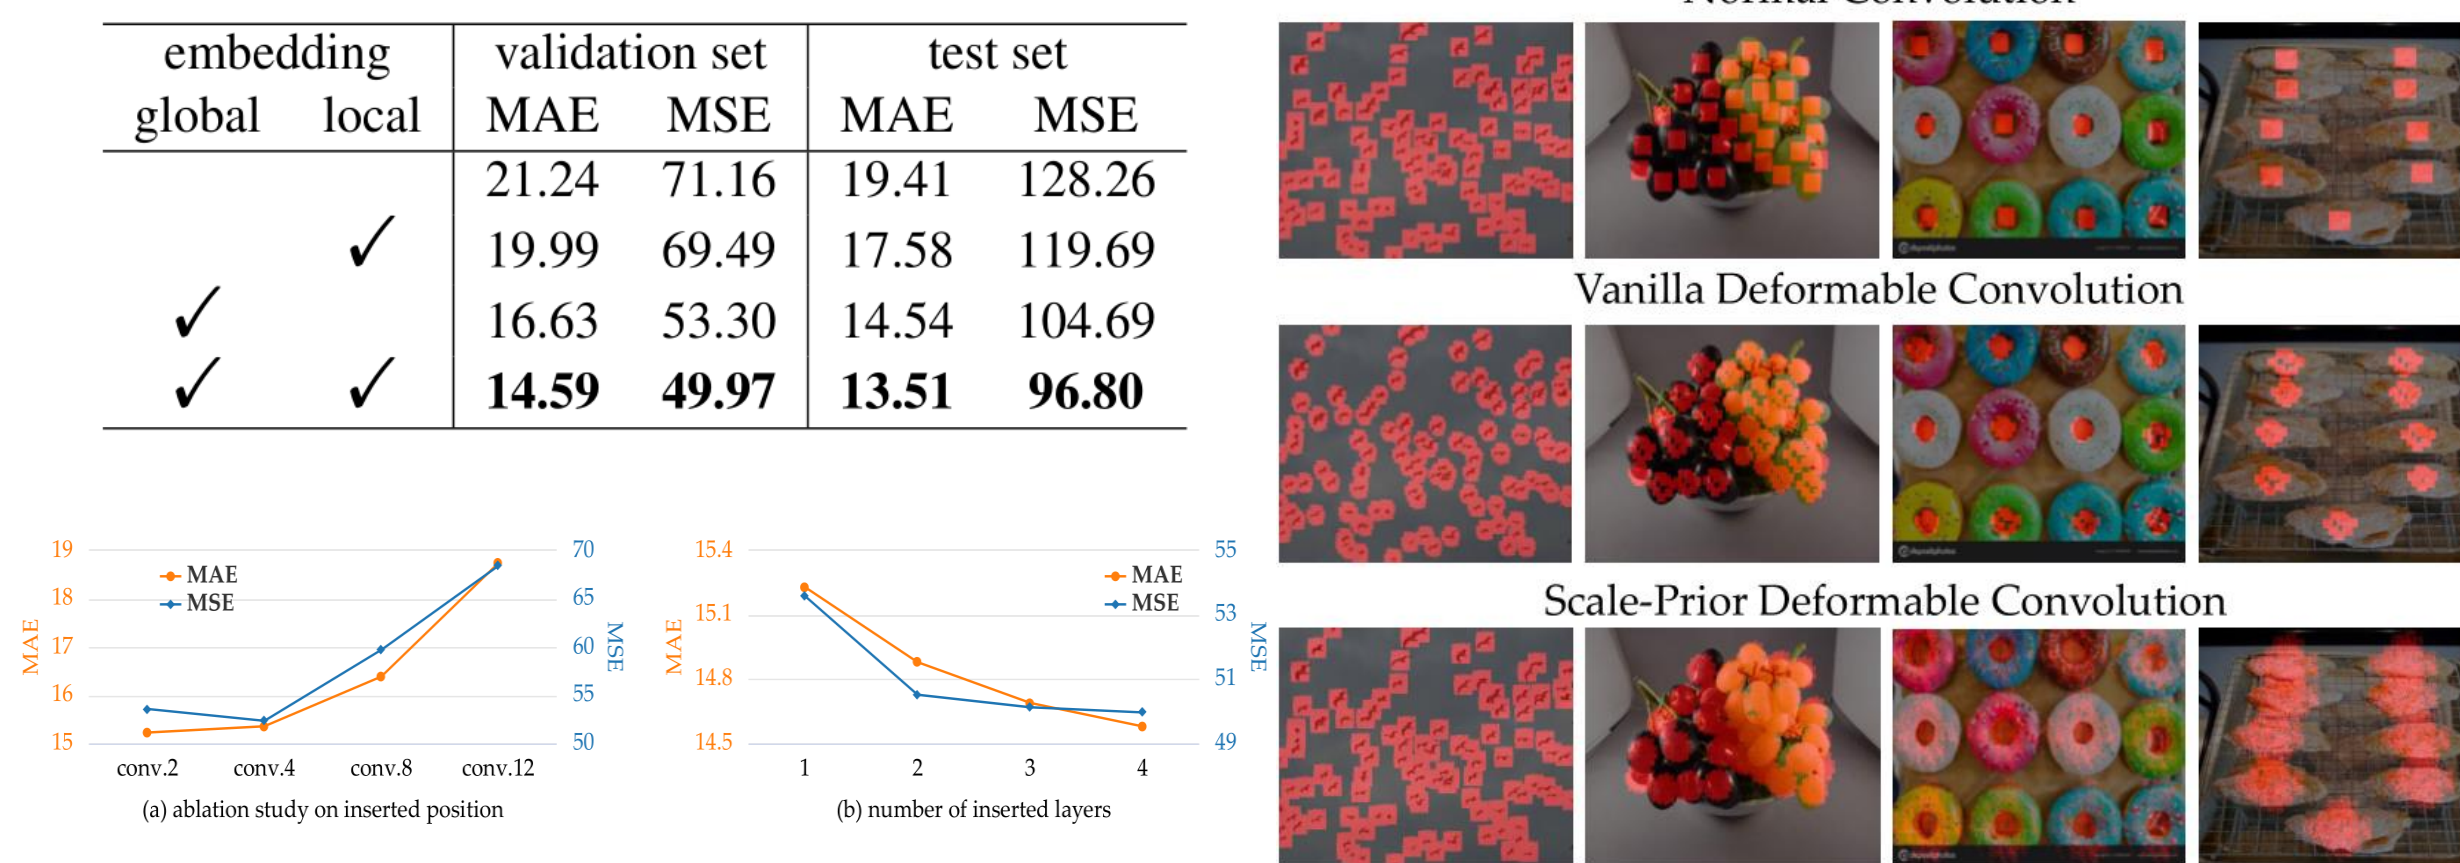 embedding validation set test set
global local MAE MSE MAE MSE
21.24 71.16 19.41 128.26
✓ 19.99 69.49 17.58 119.69
✓ 16.63 53.30 14.54 104.69
✓ ✓ 14.59 49.97 13.51 96.80
19
18
17
16
15
MAE
MAE
MSE
70
65
60
55
50
MSE
conv.2 conv.4 conv.8 conv.12
(a) ablation study on inserted position
15.4
15.1
14.8
14.5
MAE
MAE
MSE
55
53
51
49
MSE
1 2 3 4
(b) number of inserted layers
Normal Convolution
Vanilla Deformable Convolution
Scale-Prior Deformable Convolution